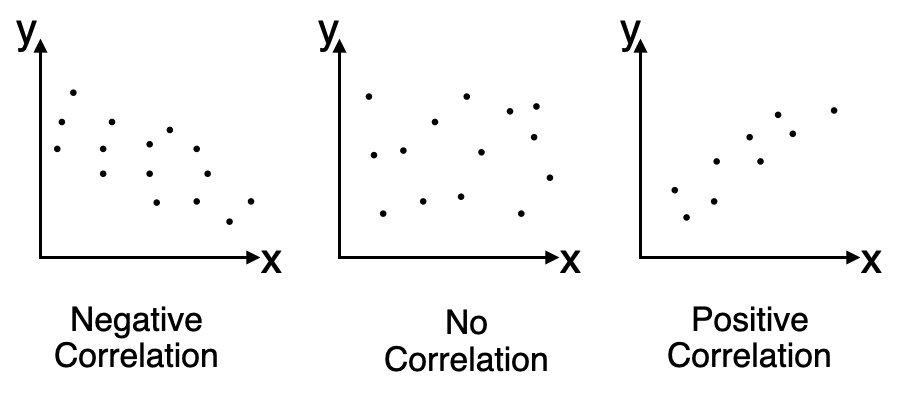 y
x
Negative
Correlation
y
x
No
Correlation
y
x
Positive
Correlation